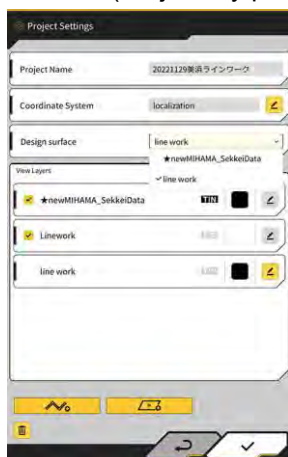 Project Settings
Project Name
20221129美浜ラインワーク
Coordinate System
localization
Design surface
line work
★newMIHAMA_SekkeiData
line work
View Layers
★newMIHAMA_SekkeiData
TIN
Linework
line work